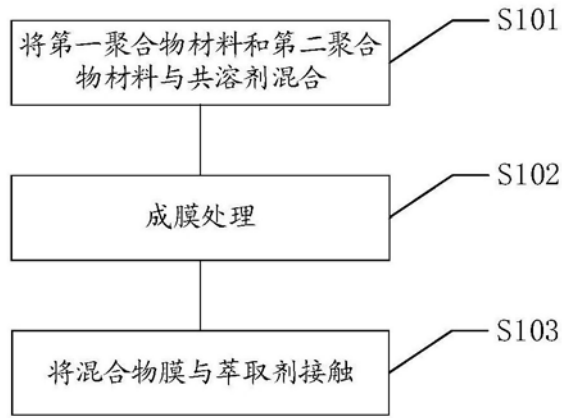 将第一聚合物材料和第二聚合
物材料与共溶剂混合
S101
成膜处理
S102
将混合物膜与萃取剂接触
S103